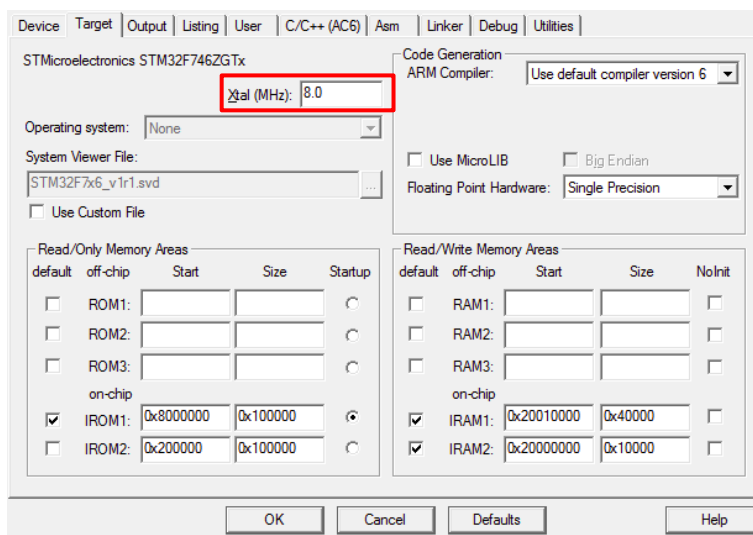 Device Target Output Listing User C/C++ (AC6) Asm Linker Debug Utilities
STMicroelectronics STM32F746ZGTx
Xtal (MHz): 8.0
Operating system: None
System Viewer File:
STM32F7x6_v1r1.svd ...
Use Custom File
Code Generation
ARM Compiler: Use default compiler version 6
Use MicroLIB Big Endian
Floating Point Hardware: Single Precision
Read/Only Memory Areas
default off-chip Start Size Startup
ROM1:
ROM2:
ROM3:
on-chip
IROM1: 0x8000000 0x100000
IROM2: 0x200000 0x100000
Read/Write Memory Areas
default off-chip Start Size NoInit
RAM1:
RAM2:
RAM3:
on-chip
IRAM1: 0x20010000 0x40000
IRAM2: 0x20000000 0x10000
OK Cancel Defaults Help